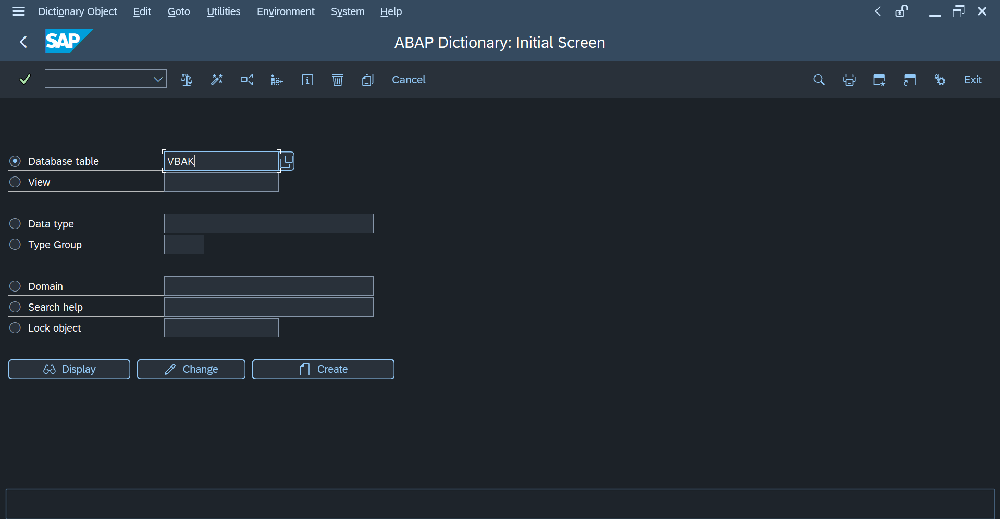 Dictionary Object Edit Goto Utilities Environment System Help
SAP
ABAP Dictionary: Initial Screen
Cancel
Exit
Database table VBAK
View
Data type
Type Group
Domain
Search help
Lock object
Display Change Create